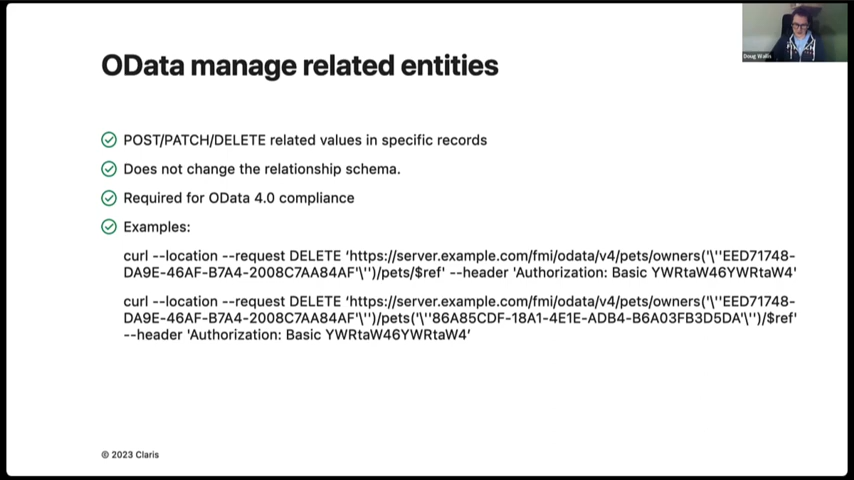 Doug Wallis
OData manage related entities
POST/PATCH/DELETE related values in specific records
Does not change the relationship schema.
Required for OData 4.0 compliance
Examples:
curl --location --request DELETE ‘https://server.example.com/fmi/odata/v4/pets/owners('\''EED71748-
DA9E-46AF-B7A4-2008C7AA84AF'\'')/pets/$ref' --header 'Authorization: Basic YWRtaW46YWRtaW4'
curl --location --request DELETE ‘https://server.example.com/fmi/odata/v4/pets/owners('\''EED71748-
DA9E-46AF-B7A4-2008C7AA84AF'\'')/pets('\''86A85CDF-18A1-4E1E-ADB4-B6A03FB3D5DA'\'')/$ref'
--header 'Authorization: Basic YWRtaW46YWRtaW4’
© 2023 Claris